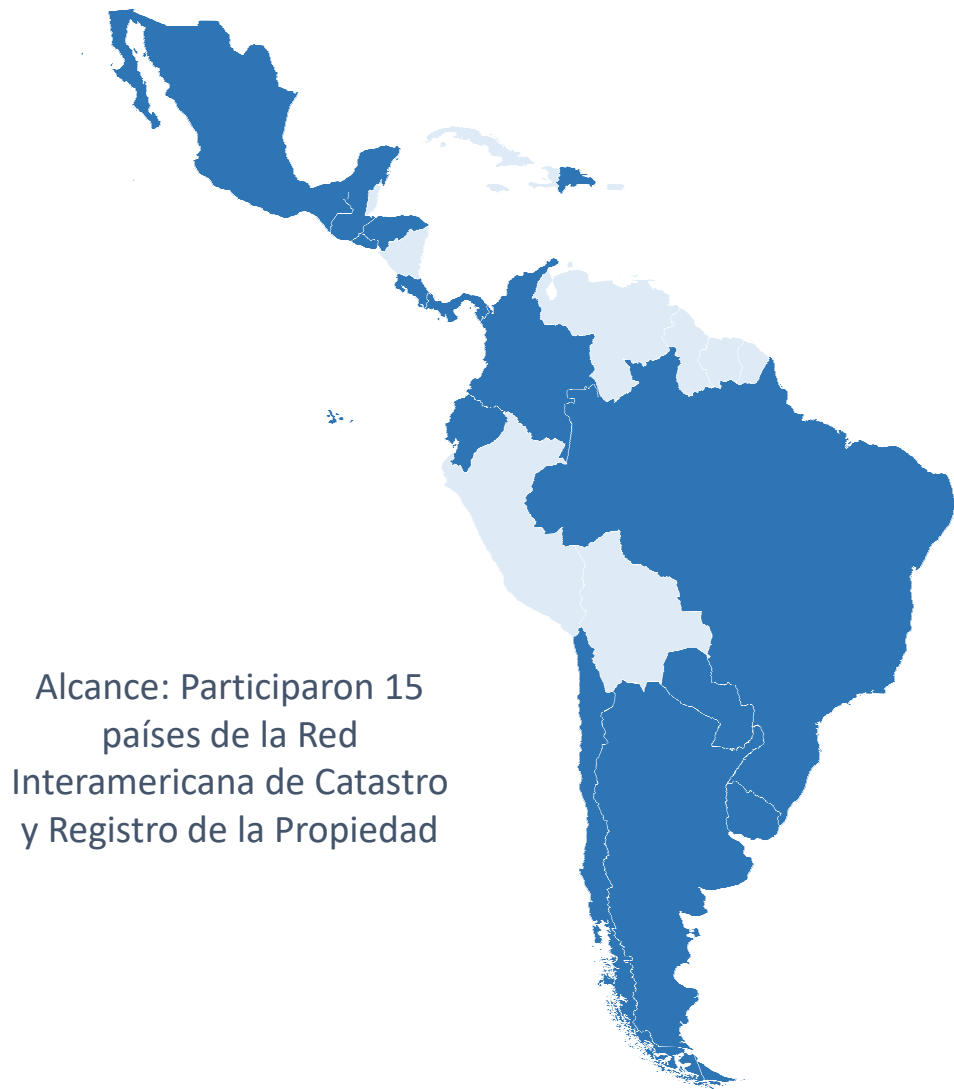 Alcance: Participaron 15
países de la Red
Interamericana de Catastro
y Registro de la Propiedad